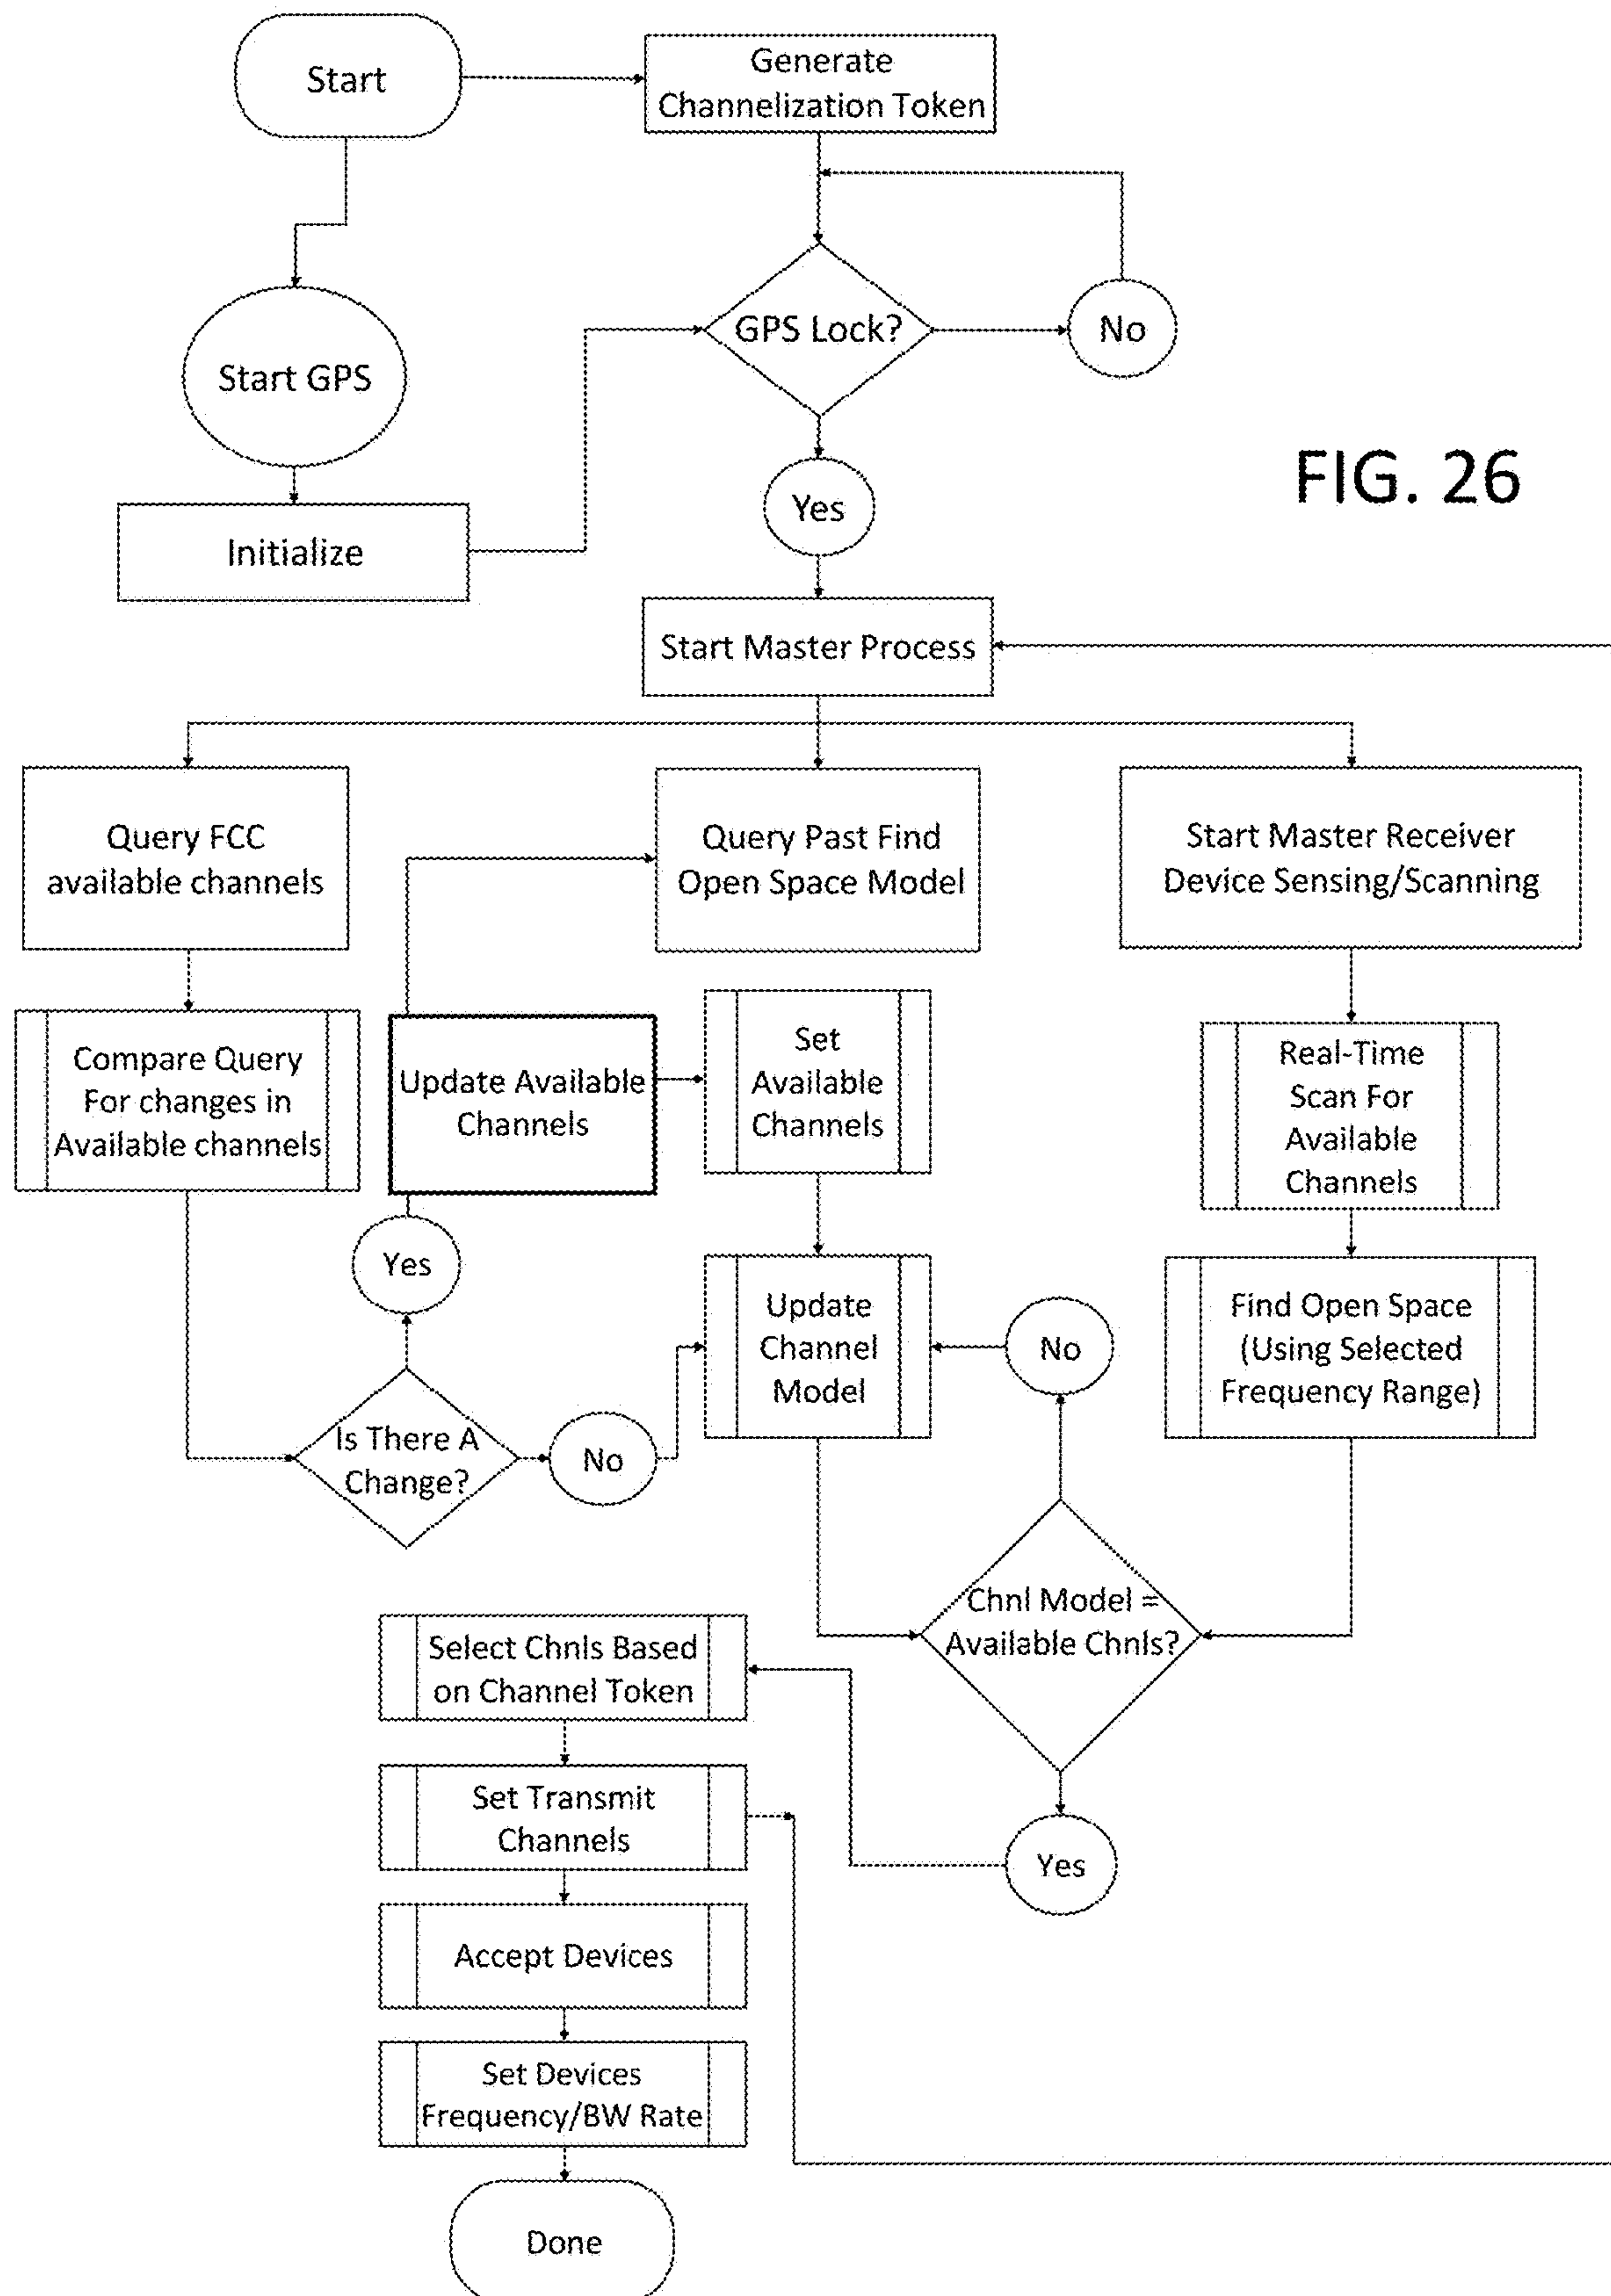 Start
Generate
Channelization Token
GPS Lock?
No
Start GPS
FIG. 26
Yes
Initialize
Start Master Process
Query FCC
available channels
Query Past Find
Open Space Model
Start Master Receiver
Device Sensing/Scanning
Compare Query
For changes in
Available channels
Update Available
Channels
Set
Available
Channels
Real-Time
Scan For
Available
Channels
Yes
Update
Channel
Model
No
Find Open Space
(Using Selected
Frequency Range)
Is There A
Change?
No
Chnl Model =
Available Chnls?
Select Chnls Based
on Channel Token
Set Transmit
Channels
Yes
Accept Devices
Set Devices
Frequency/BW Rate
Done